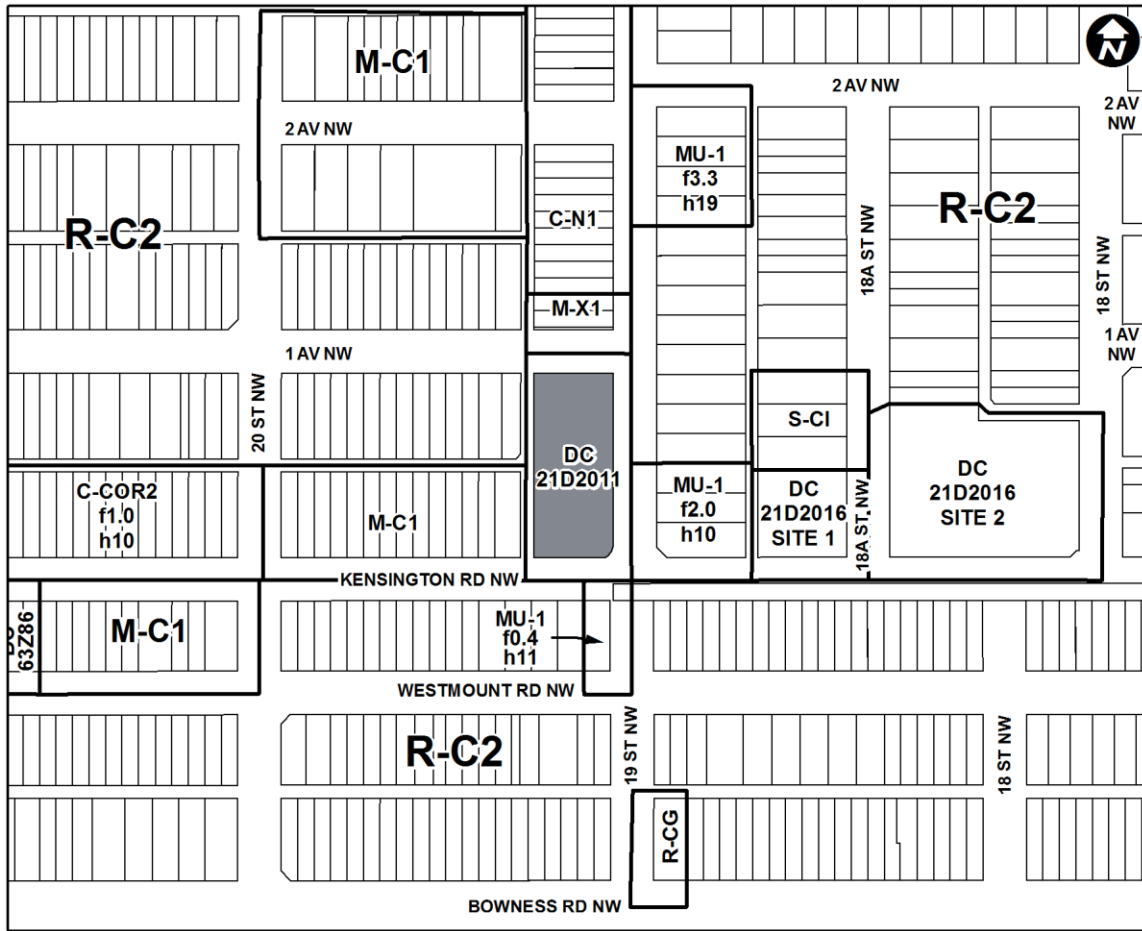 M-C1
N
2 AV NW
2 AV NW
2 AV
NW
MU-1
f3.3
h19
R-C2
C-N1
R-C2
18A ST NW
18 ST NW
M-X1
1 AV NW
1 AV
NW
20 ST NW
S-CI
DC
21D2011
C-COR2
f1.0
h10
M-C1
MU-1
f2.0
h10
DC
21D2016
SITE 1
18A ST NW
DC
21D2016
SITE 2
KENSINGTON RD NW
63Z86
M-C1
MU-1
f0.4
h11
WESTMOUNT RD NW
R-C2
19 ST NW
18 ST NW
R-CG
BOWNESS RD NW